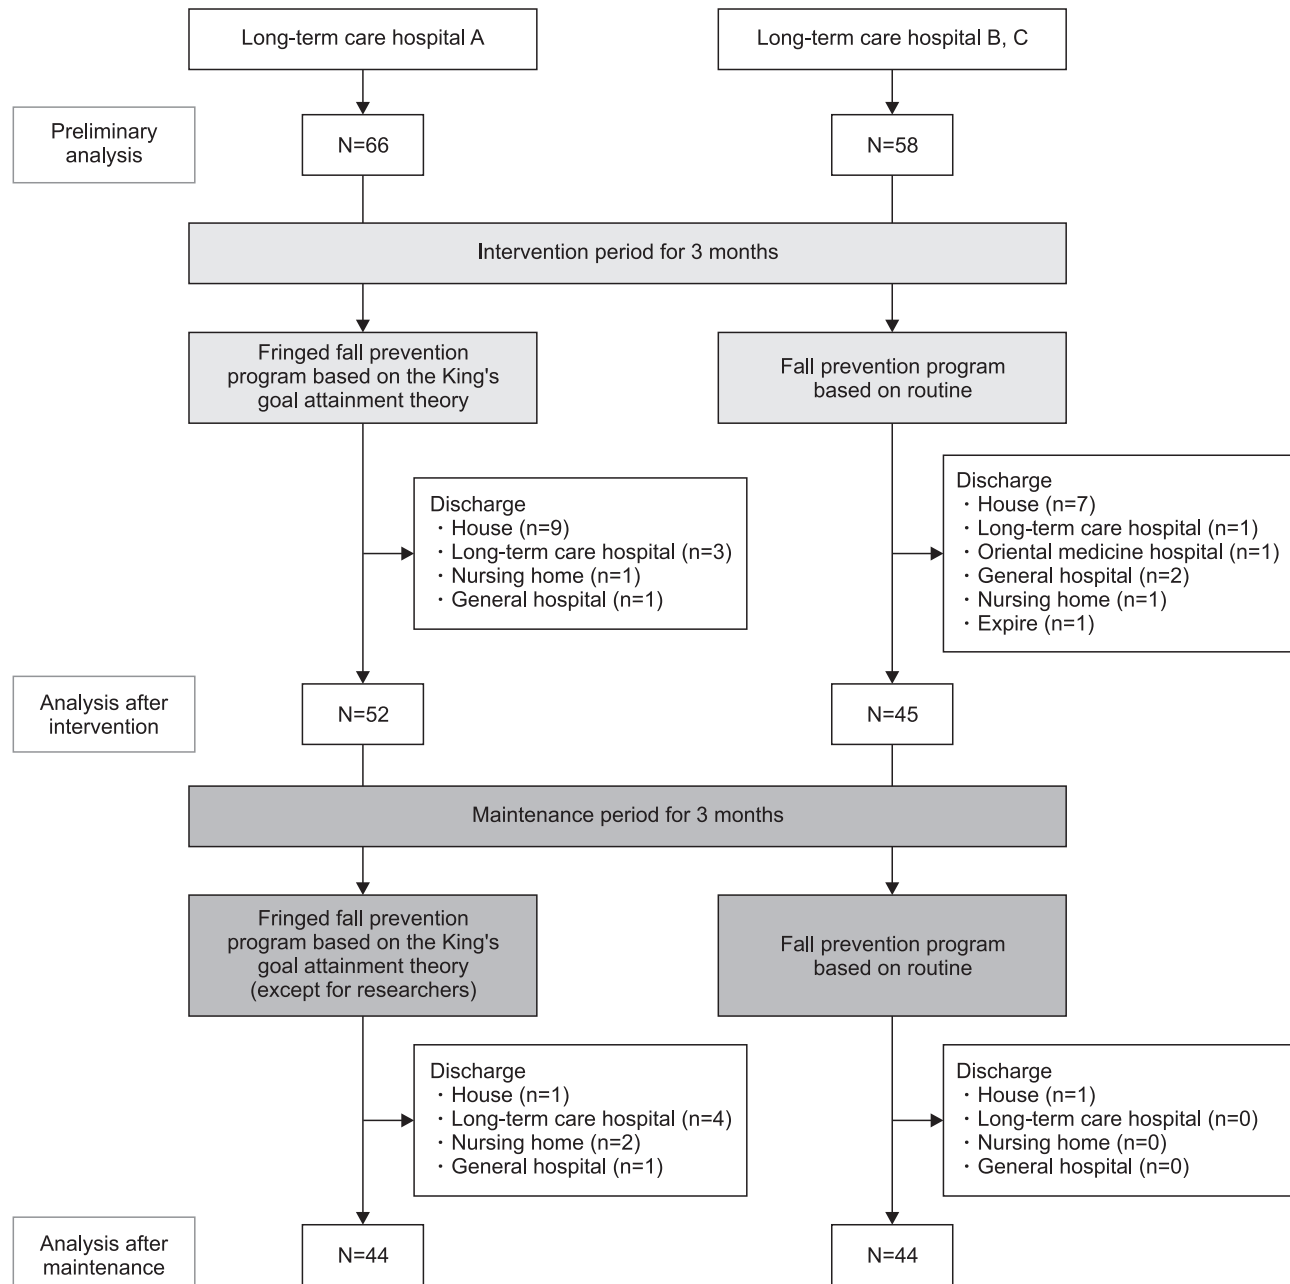 Long-term care hospital A
Long-term care hospital B, C
Preliminary
analysis
N=66
N=58
Intervention period for 3 months
Fringed fall prevention
program based on the King's
goal attainment theory
Fall prevention program
based on routine
Discharge
· House (n=9)
· Long-term care hospital (n=3)
· Nursing home (n=1)
· General hospital (n=1)
Discharge
· House (n=7)
· Long-term care hospital (n=1)
· Oriental medicine hospital (n=1)
· General hospital (n=2)
· Nursing home (n=1)
· Expire (n=1)
Analysis after
intervention
N=52
N=45
Maintenance period for 3 months
Fringed fall prevention
program based on the King's
goal attainment theory
(except for researchers)
Fall prevention program
based on routine
Discharge
· House (n=1)
· Long-term care hospital (n=4)
· Nursing home (n=2)
· General hospital (n=1)
Discharge
· House (n=1)
· Long-term care hospital (n=0)
· Nursing home (n=0)
· General hospital (n=0)
Analysis after
maintenance
N=44
N=44